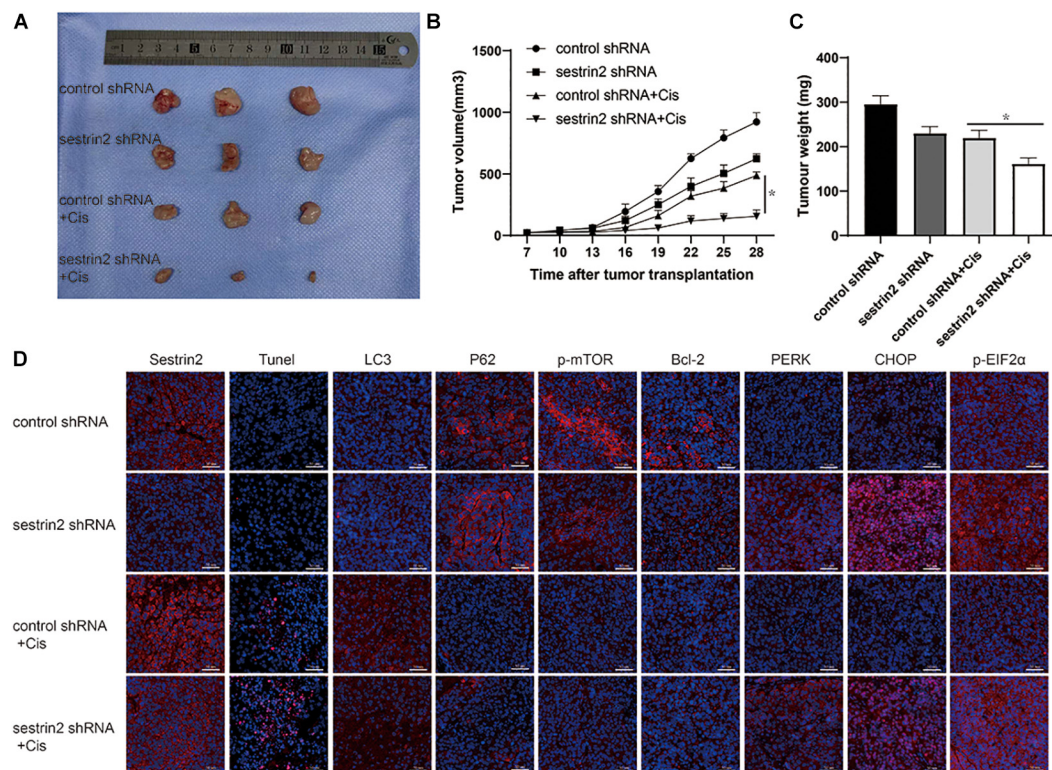 A
1 2 3 4 5 6 7 8 9 10 11 12 13 14 15
control shRNA
sestrin2 shRNA
control shRNA
+Cis
sestrin2 shRNA
+Cis
B
1500
1000
500
0
Tumor volume(mm3)
control shRNA
sestrin2 shRNA
control shRNA+Cis
sestrin2 shRNA+Cis
*
7 10 13 16 19 22 25 28
Time after tumor transplantation
C
400
300
200
100
0
Tumour weight (mg)
*
control shRNA
sestrin2 shRNA
control shRNA+Cis
sestrin2 shRNA+Cis
D
Sestrin2 Tunel LC3 P62 p-mTOR Bcl-2 PERK CHOP p-EIF2α
control shRNA
sestrin2 shRNA
control shRNA
+Cis
sestrin2 shRNA
+Cis